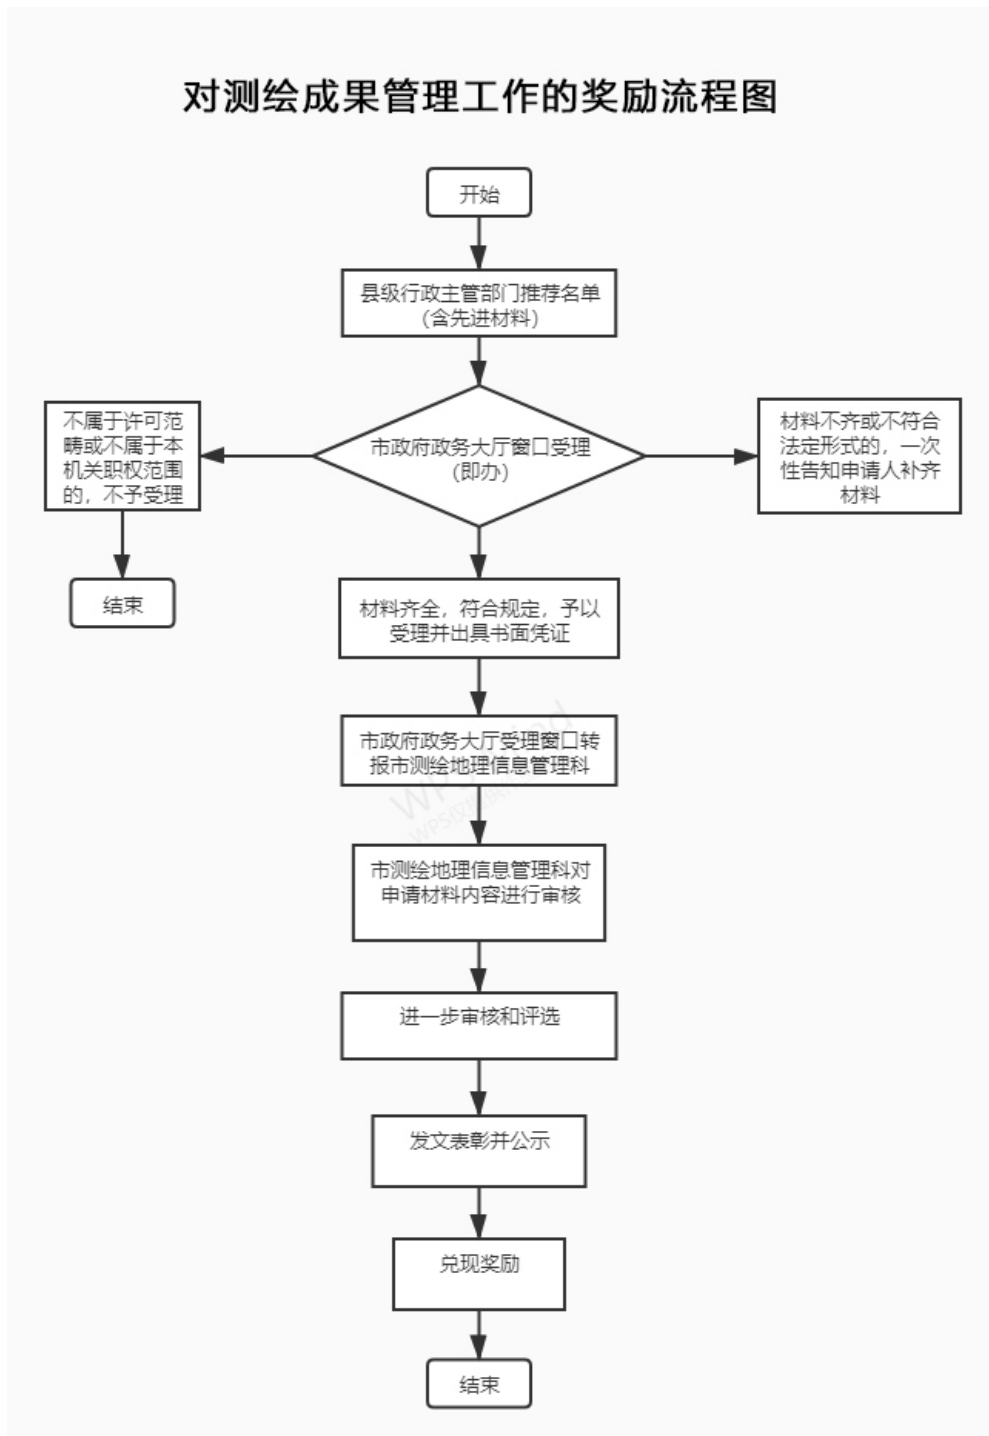 对测绘成果管理工作的奖励流程图
开始
县级行政主管部门推荐名单
（含先进材料）
市政府政务大厅窗口受理
（即办）
不属于许可范
畴或不属于本
机关职权范围
的，不予受理
结束
材料不齐或不符合
法定形式的，一次
性告知申请人补齐
材料
材料齐全，符合规定，予以
受理并出具书面凭证
市政府政务大厅受理窗口转
报市测绘地理信息管理科
市测绘地理信息管理科对
申请材料内容进行审核
进一步审核和评选
发文表彰并公示
兑现奖励
结束